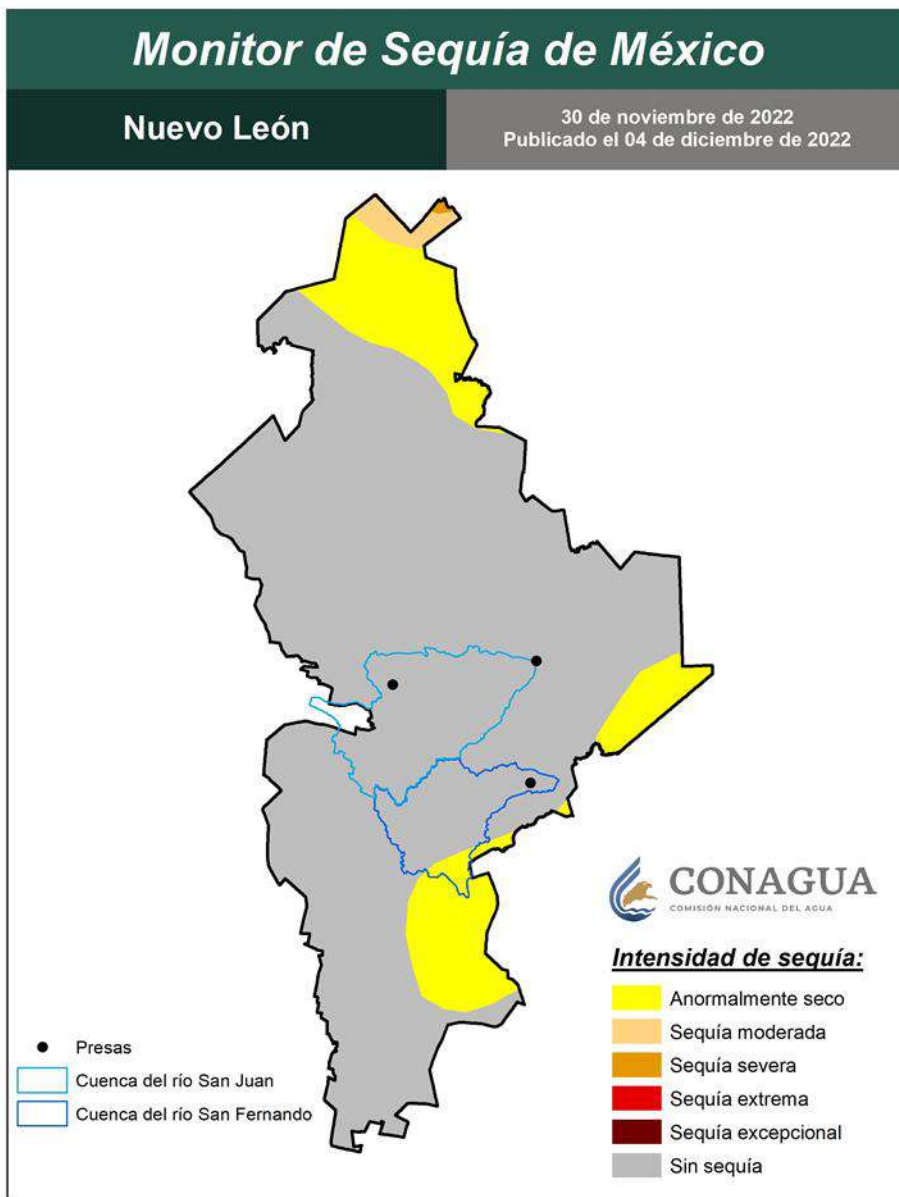 Monitor de Sequía de México
Nuevo León
30 de noviembre de 2022
Publicado el 04 de diciembre de 2022
CONAGUA
COMISIÓN NACIONAL DEL AGUA
Intensidad de sequía:
Anormalmente seco
Sequía moderada
Sequía severa
Sequía extrema
Sequía excepcional
Sin sequía
Presas
Cuenca del río San Juan
Cuenca del río San Fernando